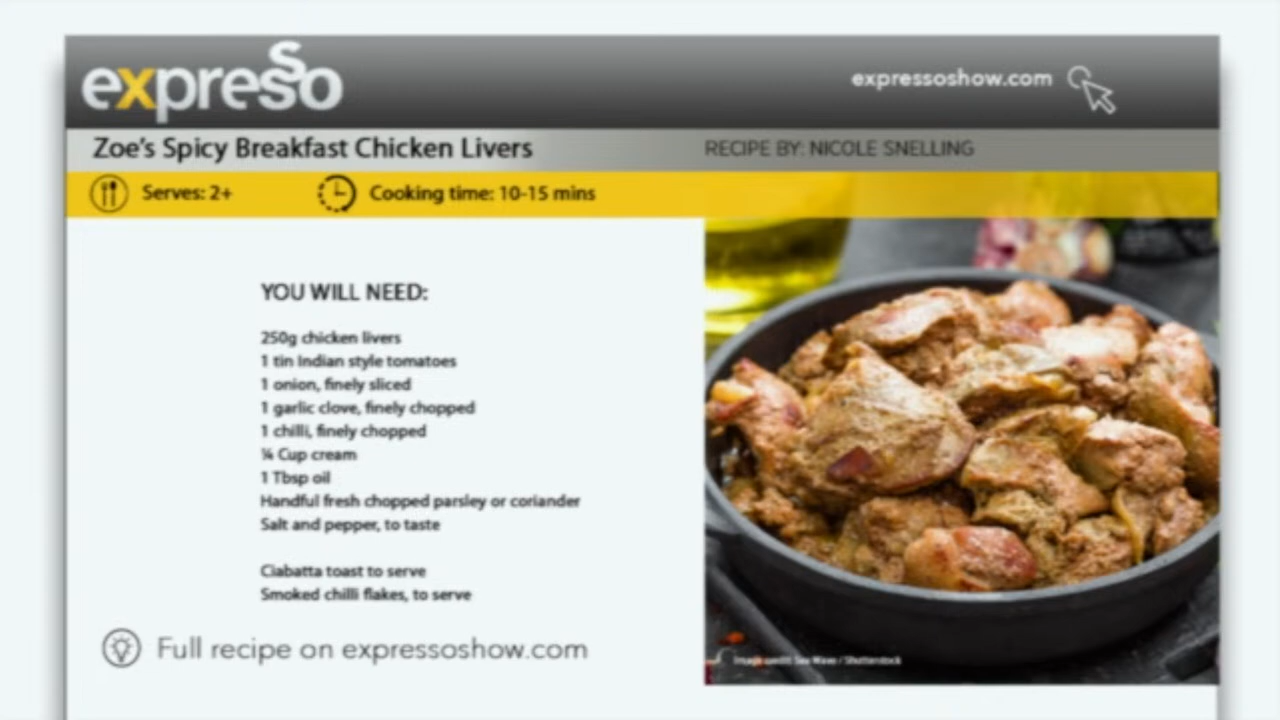 expresso
expressoshow.com
Zoe's Spicy Breakfast Chicken Livers
RECIPE BY: NICOLE SNELLING
Serves: 2+
Cooking time: 10-15 mins
YOU WILL NEED:
250g chicken livers
1 tin Indian style tomatoes
1 onion, finely sliced
1 garlic clove, finely chopped
1 chilli, finely chopped
¼ Cup cream
1 Tbsp oil
Handful fresh chopped parsley or coriander
Salt and pepper, to taste
Ciabatta toast to serve
Smoked chilli flakes, to serve
Full recipe on expressoshow.com
/ Shutterstock